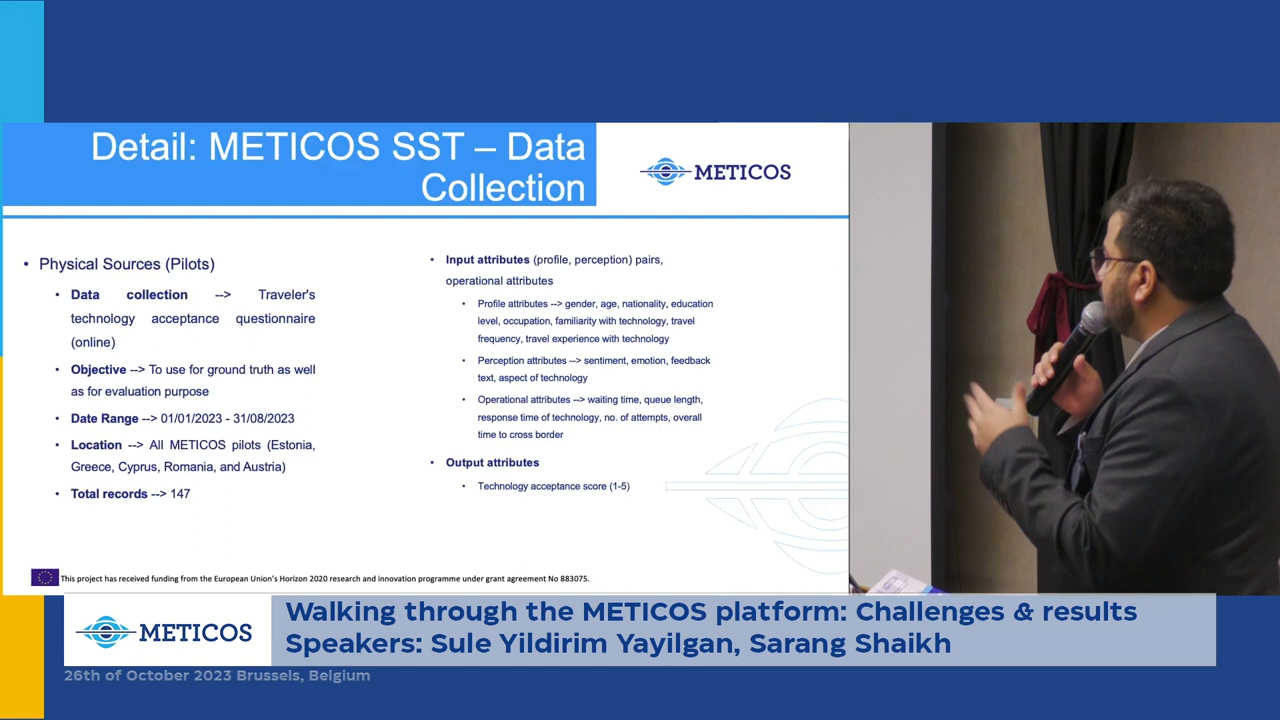 Detail: METICOS SST – Data
Collection
METICOS
• Physical Sources (Pilots)
• Data collection --> Traveler's
technology acceptance questionnaire
(online)
• Objective --> To use for ground truth as well
as for evaluation purpose
• Date Range --> 01/01/2023 - 31/08/2023
• Location --> All METICOS pilots (Estonia,
Greece, Cyprus, Romania, and Austria)
• Total records --> 147
• Input attributes (profile, perception) pairs,
operational attributes
• Profile attributes --> gender, age, nationality, education
level, occupation, familiarity with technology, travel
frequency, travel experience with technology
• Perception attributes --> sentiment, emotion, feedback
text, aspect of technology
• Operational attributes --> waiting time, queue length,
response time of technology, no. of attempts, overall
time to cross border
• Output attributes
• Technology acceptance score (1-5)
This project has received funding from the European Union's Horizon 2020 research and innovation programme under grant agreement No 883075.
METICOS
Walking through the METICOS platform: Challenges & results
Speakers: Sule Yildirim Yayilgan, Sarang Shaikh
26th of October 2023 Brussels, Belgium